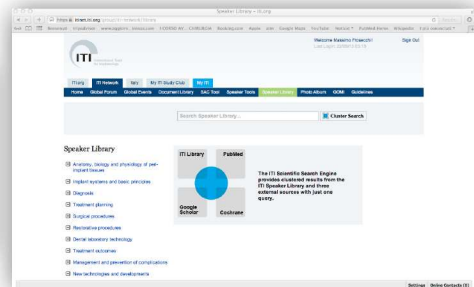 Speaker Library – ITI.org
Welcome Maurizio Piosecchi
Sign Out
ITI
ITI.org
ITI Network
Italy
My ITI Study Club
My ITI
Home Global Forum Global Events Document Library SAC Tool Speaker Tools Speaker Library Photo Album GOMI Guidelines
Search Speaker Library...
Cluster Search
Speaker Library
Anatomy, biology and physiology of peri-
implant tissues
Implant systems and basic principles
Diagnosis
Treatment planning
Surgical procedures
Restorative procedures
Dental laboratory technology
Treatment outcomes
Management and prevention of complications
New technologies and developments
ITI Library
PubMed
Google
Scholar
Cochrane
The ITI Scientific Search Engine
provides clustered results from the
ITI Speaker Library and three
external sources with just one
query.
Settings Online Contacts [0]